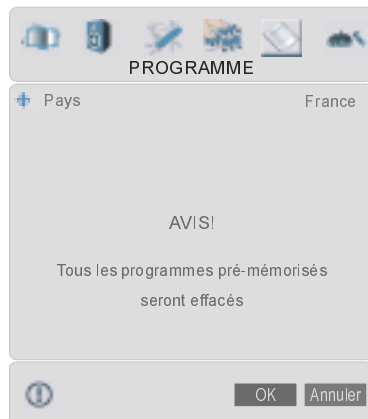 PROGRAMME
Pays France
AVIS!
Tous les programmes pré-mémorisés
seront effacés
OK Annuler